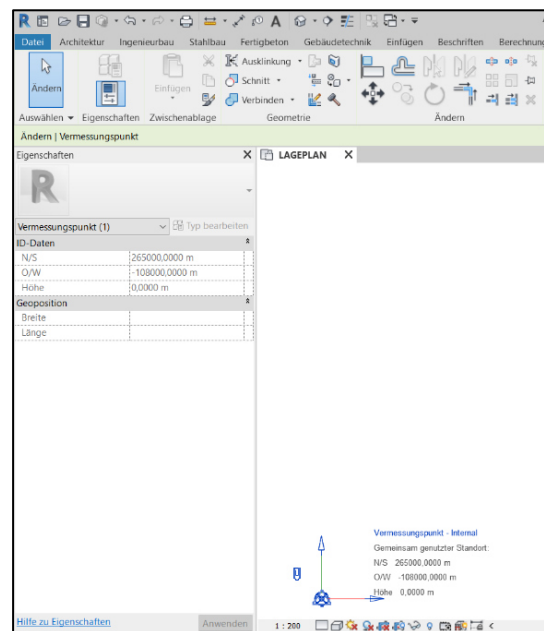 Datei Architektur Ingenieurbau Stahlbau Fertigbeton Gebäudetechnik Einfügen Beschriften Berechnung
Ändern
Einfügen
Ausklinkung
Schnitt
Verbinden
Auswählen Eigenschaften Zwischenablage Geometrie Ändern
Ändern | Vermessungspunkt
Eigenschaften
LAGEPLAN
R
Vermessungspunkt (1)
Typ bearbeiten
ID-Daten
N/S 265000,0000 m
O/W -108000,0000 m
Höhe 0,0000 m
Geoposition
Breite
Länge
Vermessungspunkt - Internal
Gemeinsam genutzter Standort:
N/S 265000,0000 m
O/W -108000,0000 m
Höhe 0,0000 m
Hilfe zu Eigenschaften
Anwenden
1 : 200